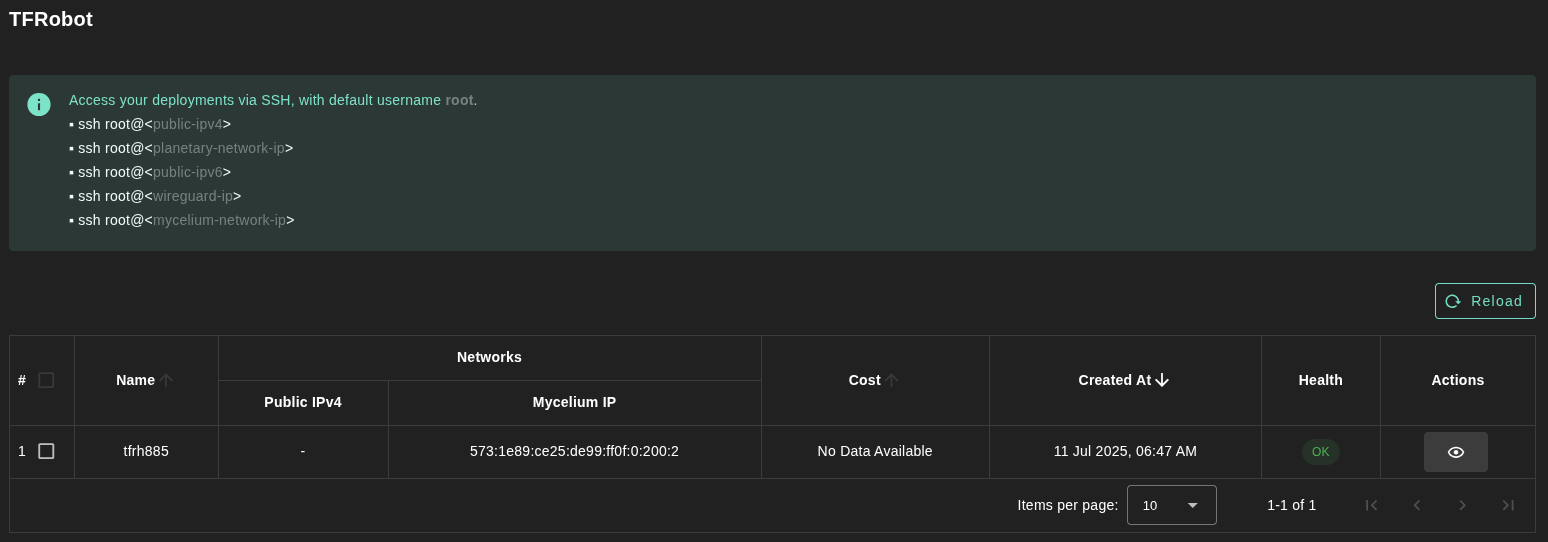 TFRobot
Access your deployments via SSH, with default username root.
▪ ssh root@<public-ipv4>
▪ ssh root@<planetary-network-ip>
▪ ssh root@<public-ipv6>
▪ ssh root@<wireguard-ip>
▪ ssh root@<mycelium-network-ip>
Reload
# Name Networks Cost Created At Health Actions
Public IPv4 Mycelium IP
1 tfrh885 - 573:1e89:ce25:de99:ff0f:0:200:2 No Data Available 11 Jul 2025, 06:47 AM OK
Items per page: 10 1-1 of 1